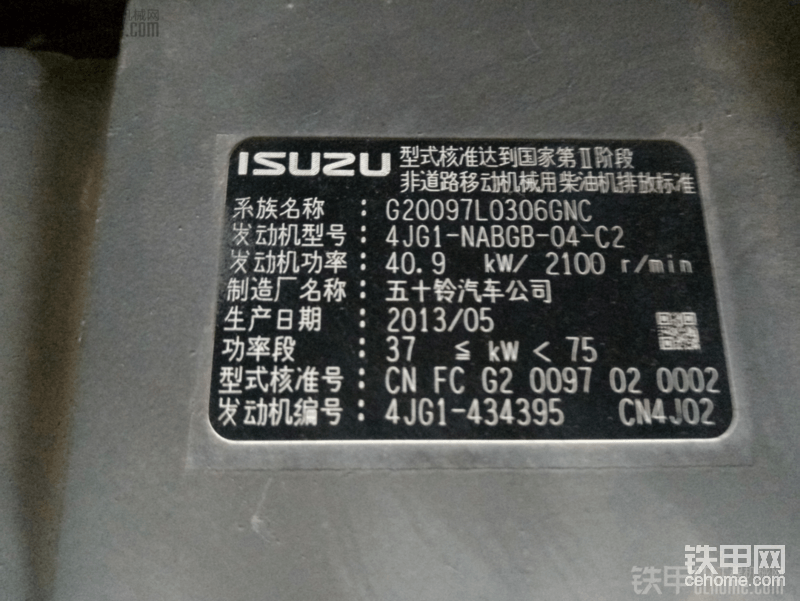 ISUZU 型式核准达到国家第Ⅱ阶段
非道路移动机械用柴油机排放标准
系族名称 : G20097L0306GNC
发动机型号 : 4JG1-NABGB-04-C2
发动机功率 : 40.9 kW/ 2100 r/min
制造厂名称 : 五十铃汽车公司
生产日期 : 2013/05
功率段 : 37 ≦ kW < 75
型式核准号 : CN FC G2 0097 02 0002
发动机编号 : 4JG1-434395 CN4J02
铁甲网
cehome.com